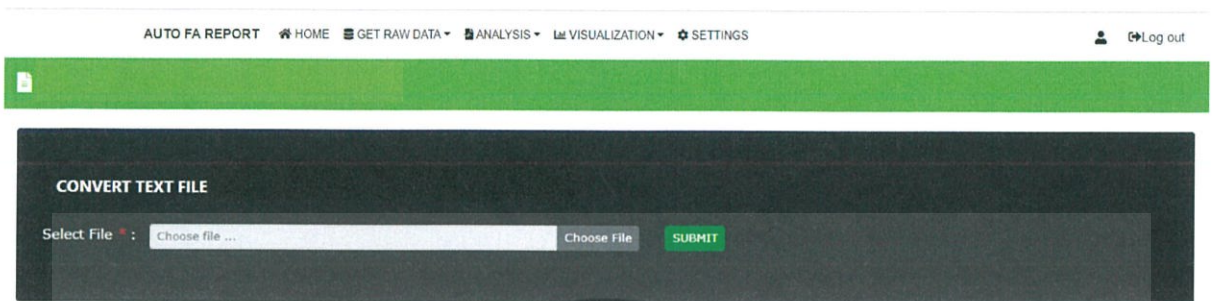 AUTO FA REPORT HOME GET RAW DATA ANALYSIS VISUALIZATION SETTINGS Log out
CONVERT TEXT FILE
Select File * : Choose file ... Choose File SUBMIT